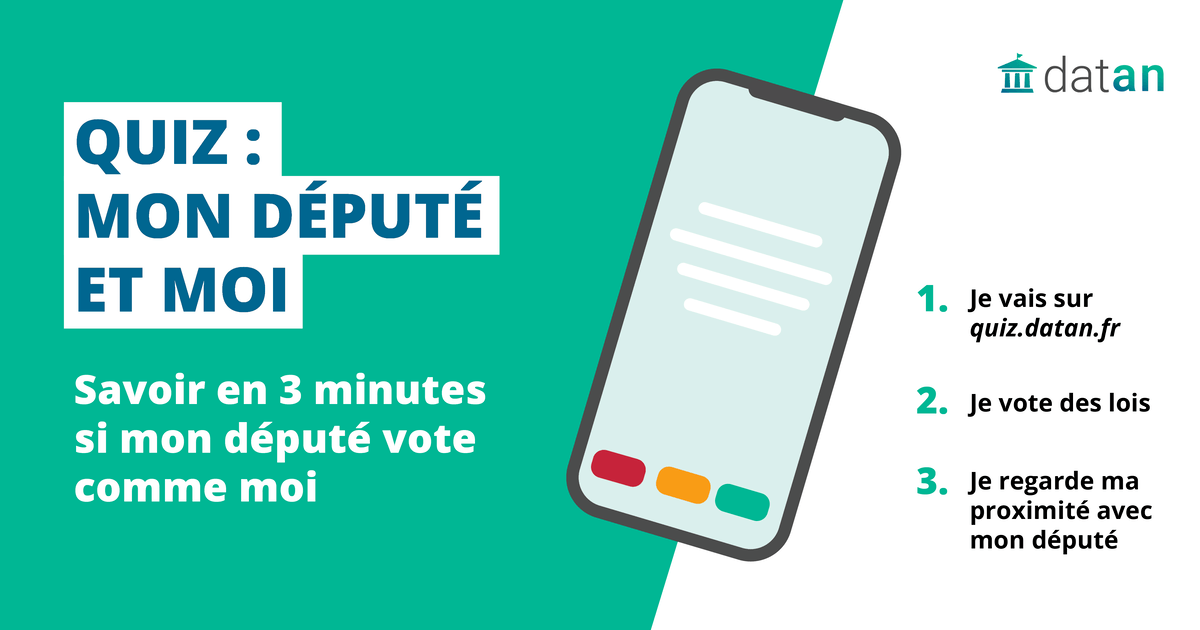 QUIZ :
MON DÉPUTÉ
ET MOI
Savoir en 3 minutes
si mon député vote
comme moi
datan
1. Je vais sur
quiz.datan.fr
2. Je vote des lois
3. Je regarde ma
proximité avec
mon député